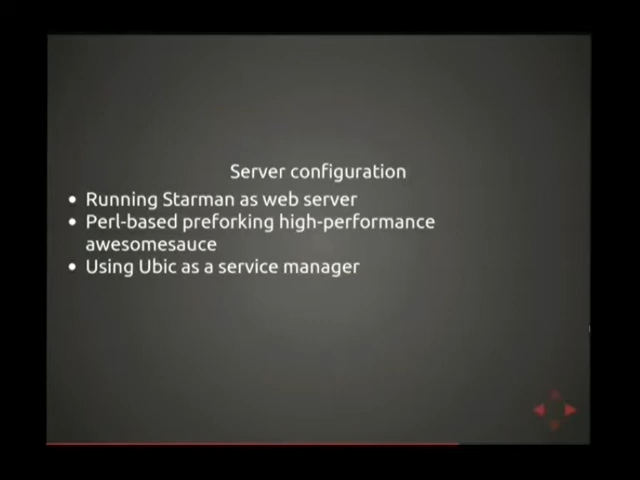 Server configuration
• Running Starman as web server
• Perl-based preforking high-performance
awesomesauce
• Using Ubic as a service manager